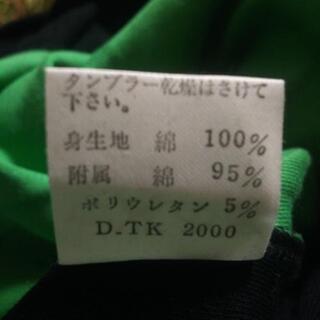 タンブラー乾燥はさけて
下さい。
身生地 綿 100%
附属 綿 95%
ポリウレタン 5%
D.TK 2000